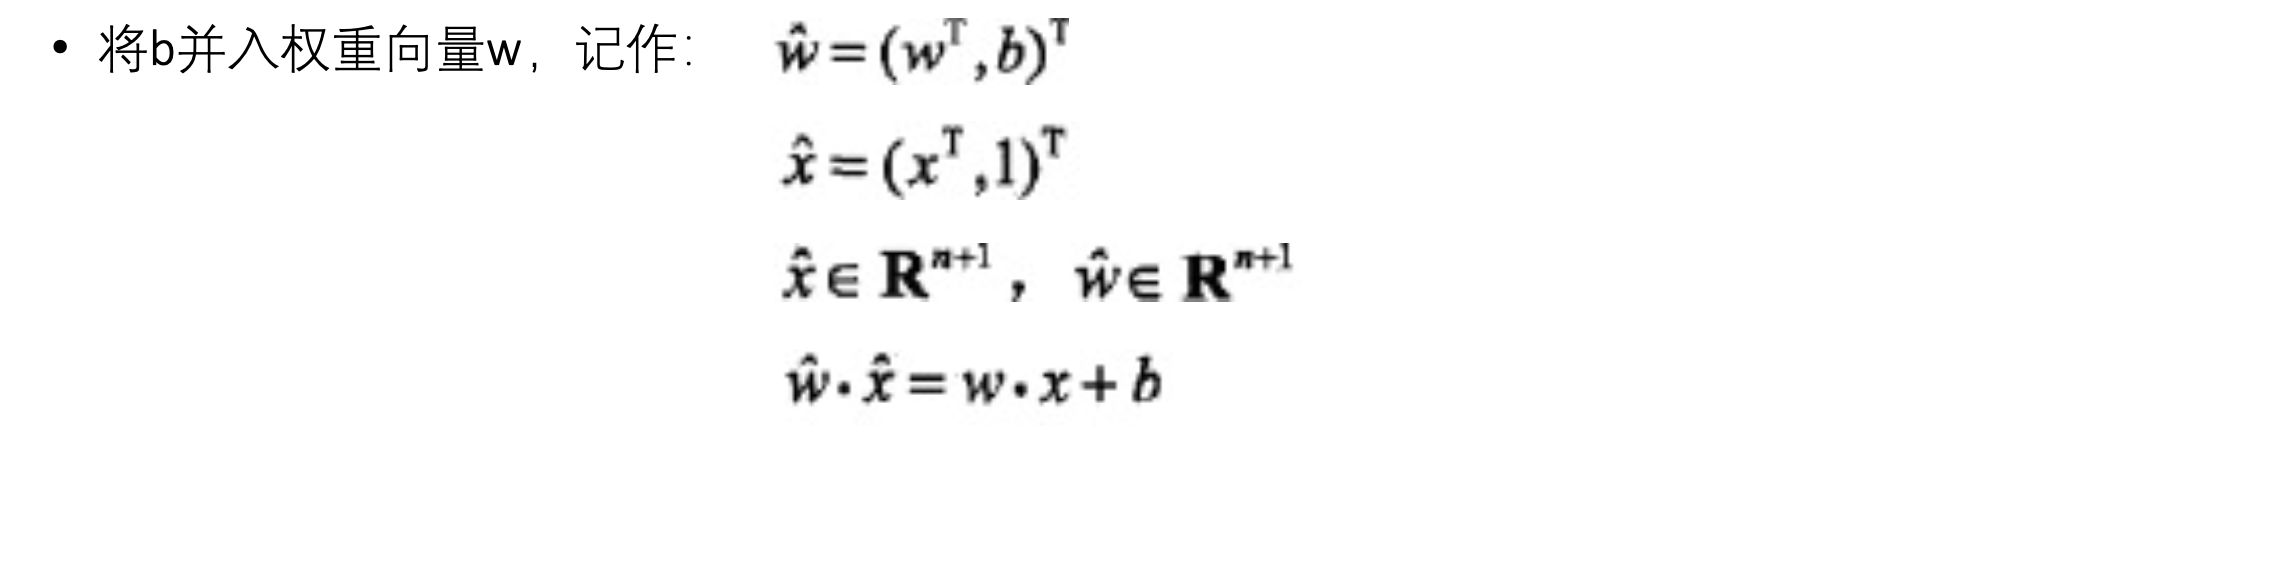 • 将b并入权重向量w，记作： ŵ=(wᵀ,b)ᵀ
x̂=(xᵀ,1)ᵀ
x̂∈Rⁿ⁺¹，ŵ∈Rⁿ⁺¹
ŵ·x̂=w·x+b